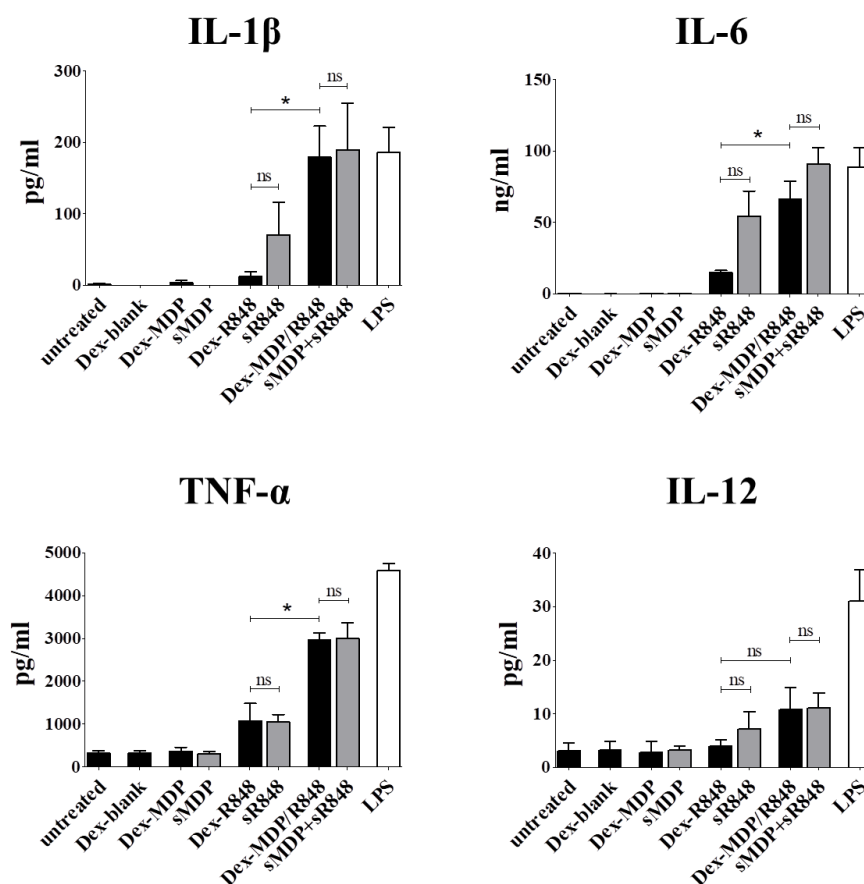 IL-1β
300
200
100
0
pg/ml
ns
*
ns
untreated
Dex-blank
Dex-MDP
sMDP
Dex-R848
sR848
Dex-MDP/R848
sMDP+sR848
LPS
IL-6
150
100
50
0
ng/ml
ns
*
ns
untreated
Dex-blank
Dex-MDP
sMDP
Dex-R848
sR848
Dex-MDP/R848
sMDP+sR848
LPS
TNF-α
5000
4000
3000
2000
1000
0
pg/ml
ns
*
ns
untreated
Dex-blank
Dex-MDP
sMDP
Dex-R848
sR848
Dex-MDP/R848
sMDP+sR848
LPS
IL-12
40
30
20
10
0
pg/ml
ns
ns
ns
untreated
Dex-blank
Dex-MDP
sMDP
Dex-R848
sR848
Dex-MDP/R848
sMDP+sR848
LPS